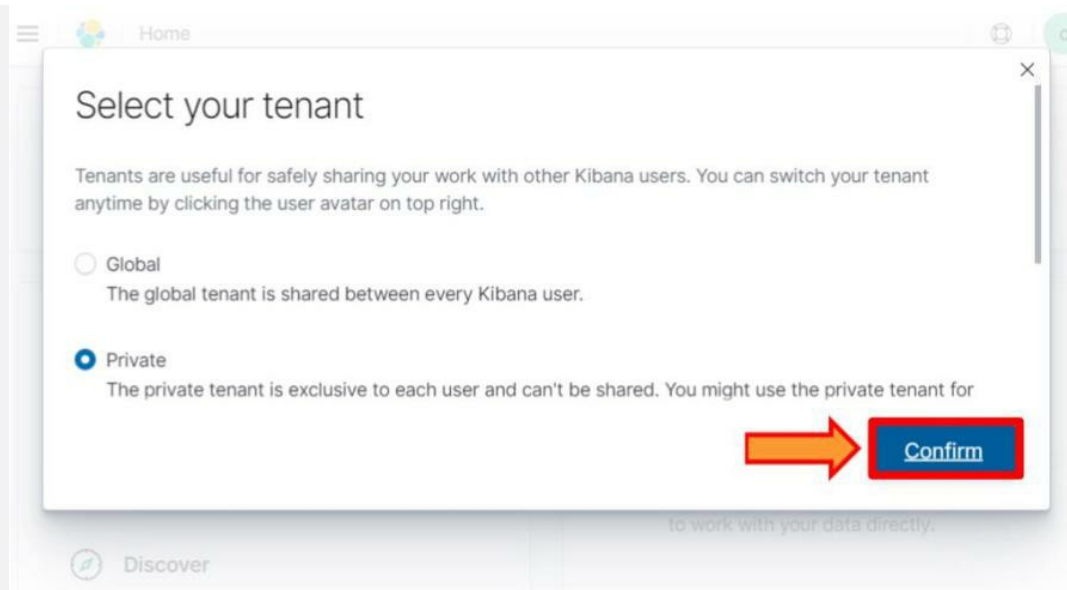 Home
Select your tenant
Tenants are useful for safely sharing your work with other Kibana users. You can switch your tenant
anytime by clicking the user avatar on top right.
Global
The global tenant is shared between every Kibana user.
Private
The private tenant is exclusive to each user and can't be shared. You might use the private tenant for
Confirm
to work with your data directly.
Discover